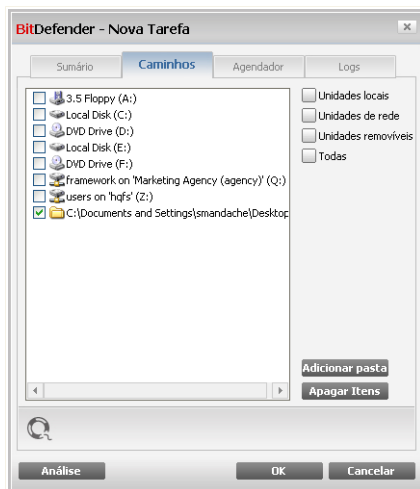 BitDefender - Nova Tarefa
Sumário
Caminhos
Agendador
Logs
3.5 Floppy (A:)
Local Disk (C:)
DVD Drive (D:)
Local Disk (E:)
DVD Drive (F:)
framework on 'Marketing Agency (agency)' (Q:)
users on 'hqfs' (Z:)
C:\Documents and Settings\smandache\Desktop
Unidades locais
Unidades de rede
Unidades removíveis
Todas
Adicionar pasta
Apagar Itens
Análise
OK
Cancelar